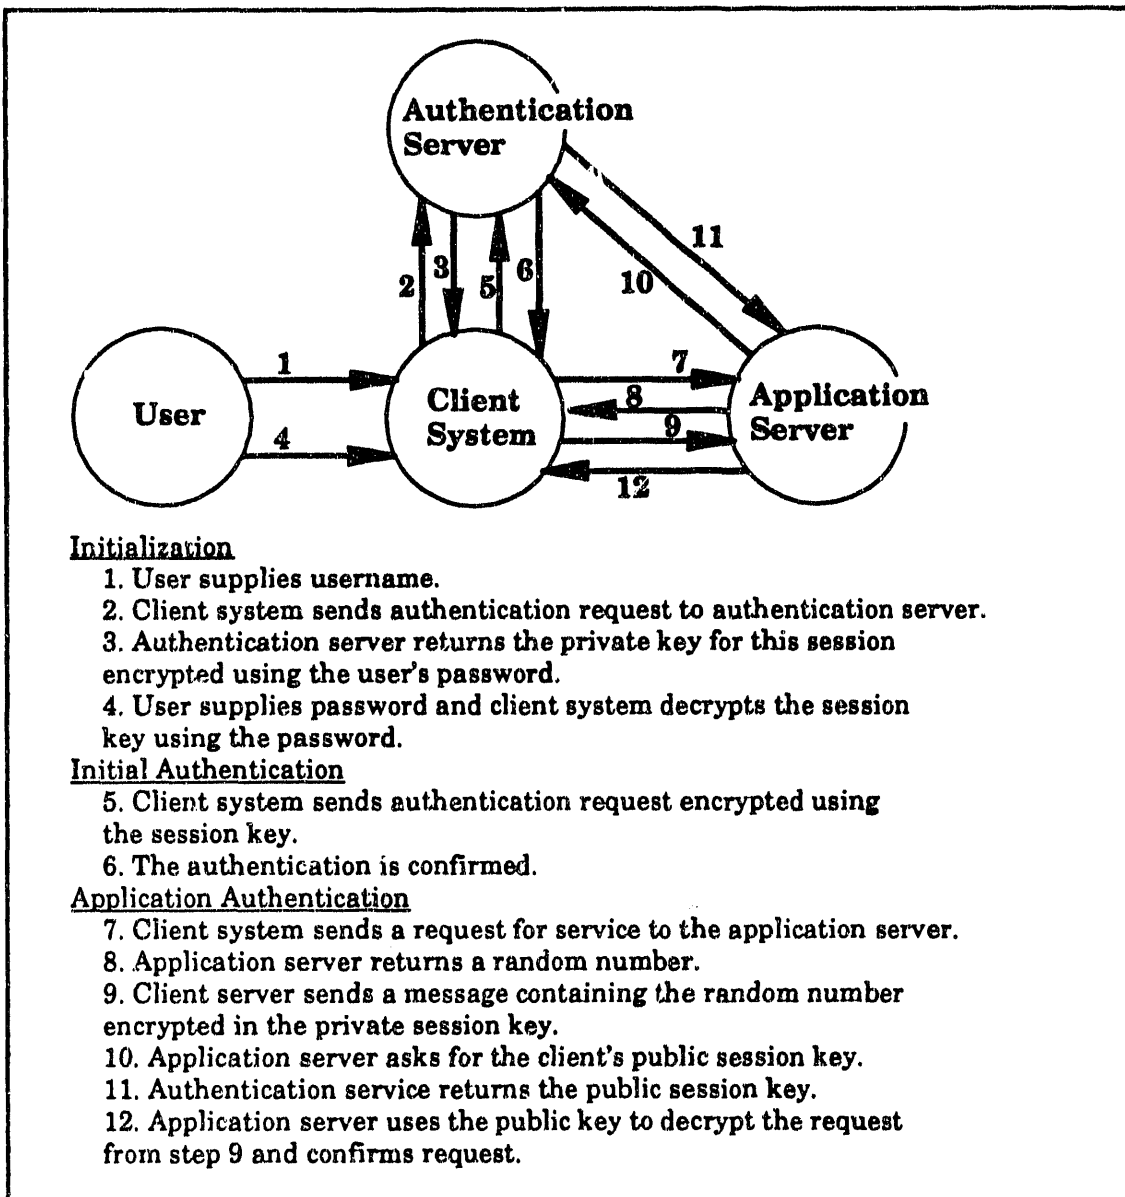 Authentication
Server
11
3
6
2
5
10
1
7
Client
System
8
Application
Server
User
9
4
12
Initialization
1. User supplies username.
2. Client system sends authentication request to authentication server.
3. Authentication server returns the private key for this session
encrypted using the user's password.
4. User supplies password and client system decrypts the session
key using the password.
Initial Authentication
5. Client system sends authentication request encrypted using
the session key.
6. The authentication is confirmed.
Application Authentication
7. Client system sends a request for service to the application server.
8. Application server returns a random number.
9. Client server sends a message containing the random number
encrypted in the private session key.
10. Application server asks for the client's public session key.
11. Authentication service returns the public session key.
12. Application server uses the public key to decrypt the request
from step 9 and confirms request.